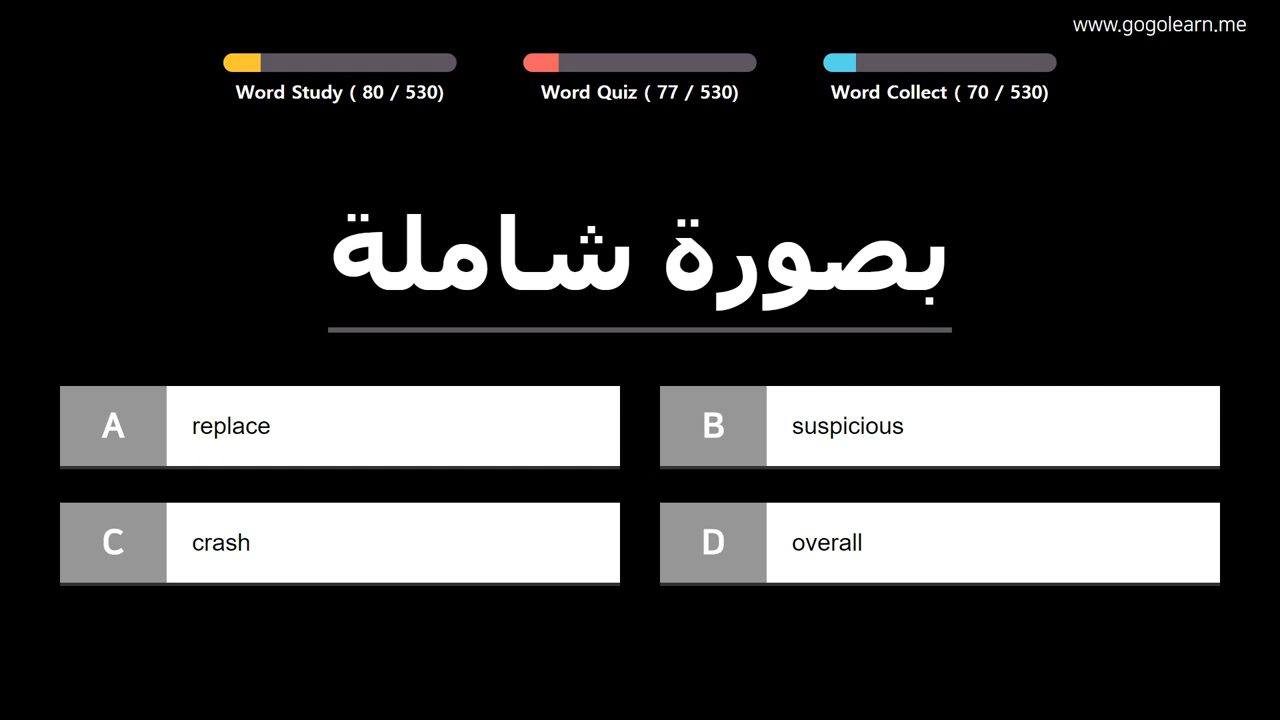 www.gogolearn.me
Word Study ( 80 / 530)
Word Quiz ( 77 / 530)
Word Collect ( 70 / 530)
بصورة شاملة
A replace
B suspicious
C crash
D overall